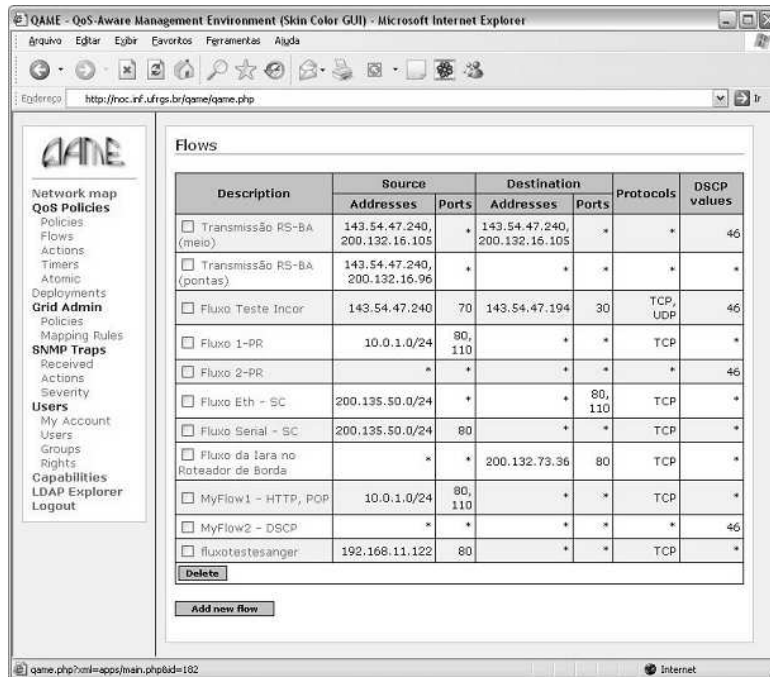 QAME - QoS-Aware Management Environment (Skin Color GUI) - Microsoft Internet Explorer
Arquivo Editar Exibir Favoritos Ferramentas Ajuda
Endereço http://noc.inf.ufrgs.br/qame/qame.php Ir
QAME
Network map
QoS Policies
Policies
Flows
Actions
Timers
Atomic
Deployments
Grid Admin
Policies
Mapping Rules
SNMP Traps
Received
Actions
Severity
Users
My Account
Users
Groups
Rights
Capabilities
LDAP Explorer
Logout
Flows
Description Source Destination Protocols DSCP values
Addresses Ports Addresses Ports
Transmissão RS-BA (meio) 143.54.47.240, 200.132.16.105 * 143.54.47.240, 200.132.16.105 * * 46
Transmissão RS-BA (pontas) 143.54.47.240, 200.132.16.96 * * * * *
Fluxo Teste Incor 143.54.47.240 70 143.54.47.194 30 TCP, UDP 46
Fluxo 1-PR 10.0.1.0/24 80, 110 * * TCP *
Fluxo 2-PR * * * * * 46
Fluxo Eth - SC 200.135.50.0/24 * * 80, 110 TCP *
Fluxo Serial - SC 200.135.50.0/24 80 * * TCP *
Fluxo da Iara no Roteador de Borda * * 200.132.73.36 80 TCP *
MyFlow1 - HTTP, POP 10.0.1.0/24 80, 110 * * TCP *
MyFlow2 - DSCP * * * * * 46
fluxotestesanger 192.168.11.122 80 * * TCP *
Delete
Add new flow
qame.php?xml=apps/main.php&id=182 Internet